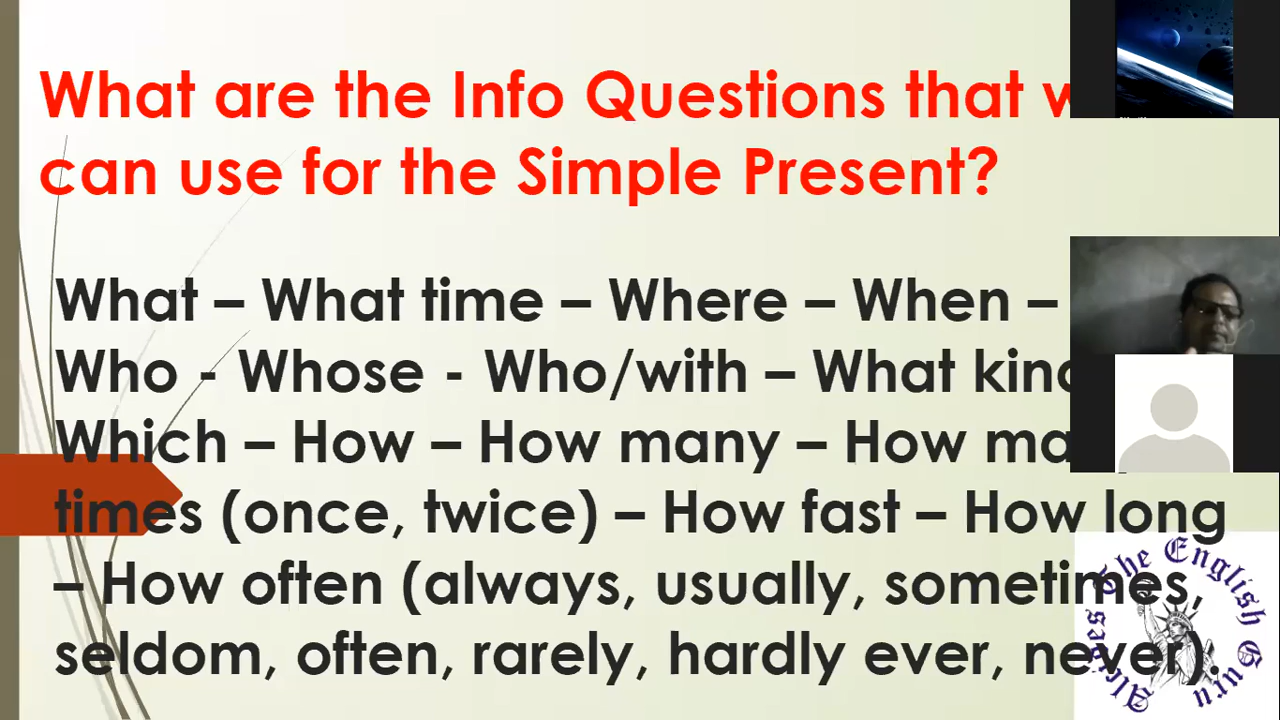 What are the Info Questions that
can use for the Simple Present?
What – What time – Where – When –
Who - Whose - Who/with – What
Which – How – How many – How
times (once, twice) – How fast – How long
– How often (always, usually, sometimes,
seldom, often, rarely, hardly ever, never).
Alcides The English Guru